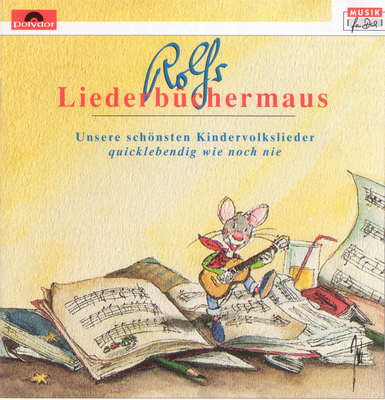 Polydor
MUSIK
für Dich
Rolfs
Liederbüchermaus
Unsere schönsten Kindervolkslieder
quicklebendig wie noch nie